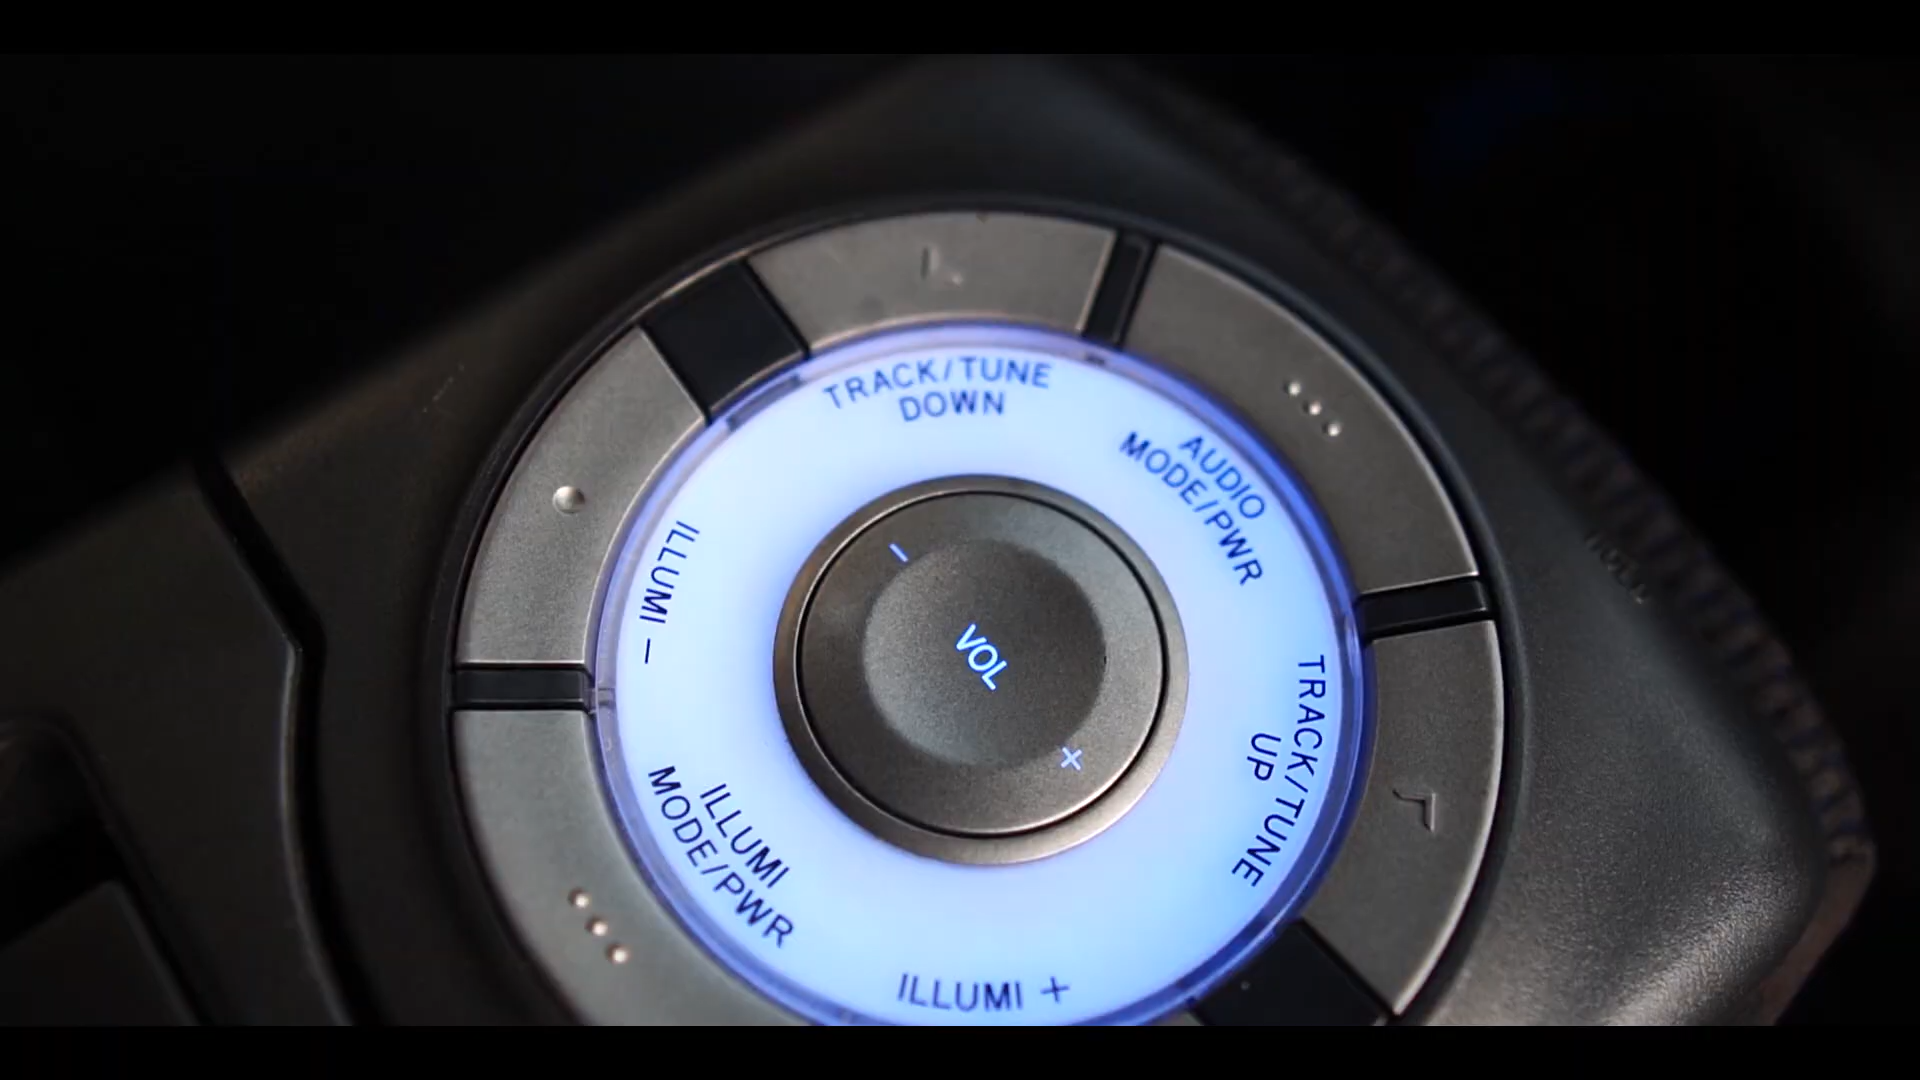 TRACK/TUNE
DOWN
AUDIO
MODE/PWR
ILLUMI −
−
VOL
+
TRACK/TUNE
UP
ILLUMI
MODE/PWR
ILLUMI +